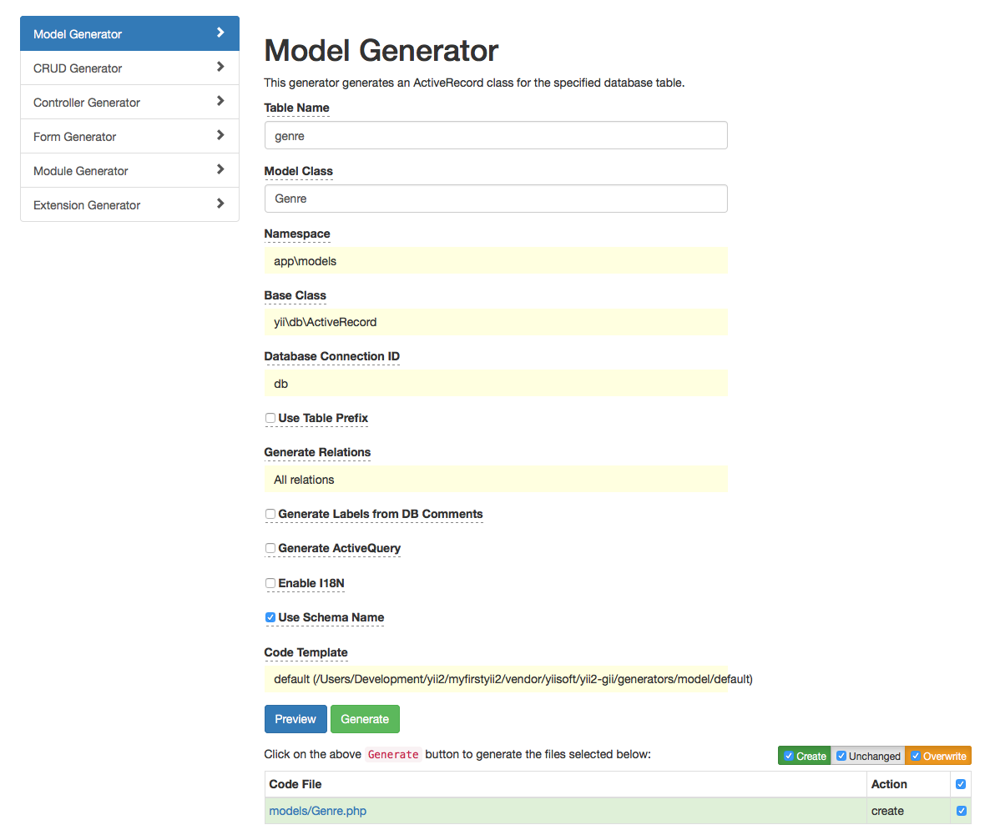 Model Generator
CRUD Generator
Controller Generator
Form Generator
Module Generator
Extension Generator
Model Generator
This generator generates an ActiveRecord class for the specified database table.
Table Name
genre
Model Class
Genre
Namespace
app\models
Base Class
yii\db\ActiveRecord
Database Connection ID
db
Use Table Prefix
Generate Relations
All relations
Generate Labels from DB Comments
Generate ActiveQuery
Enable I18N
Use Schema Name
Code Template
default (/Users/Development/yii2/myfirstyii2/vendor/yiisoft/yii2-gii/generators/model/default)
Preview Generate
Click on the above Generate button to generate the files selected below: Create Unchanged Overwrite
Code File Action
models/Genre.php create